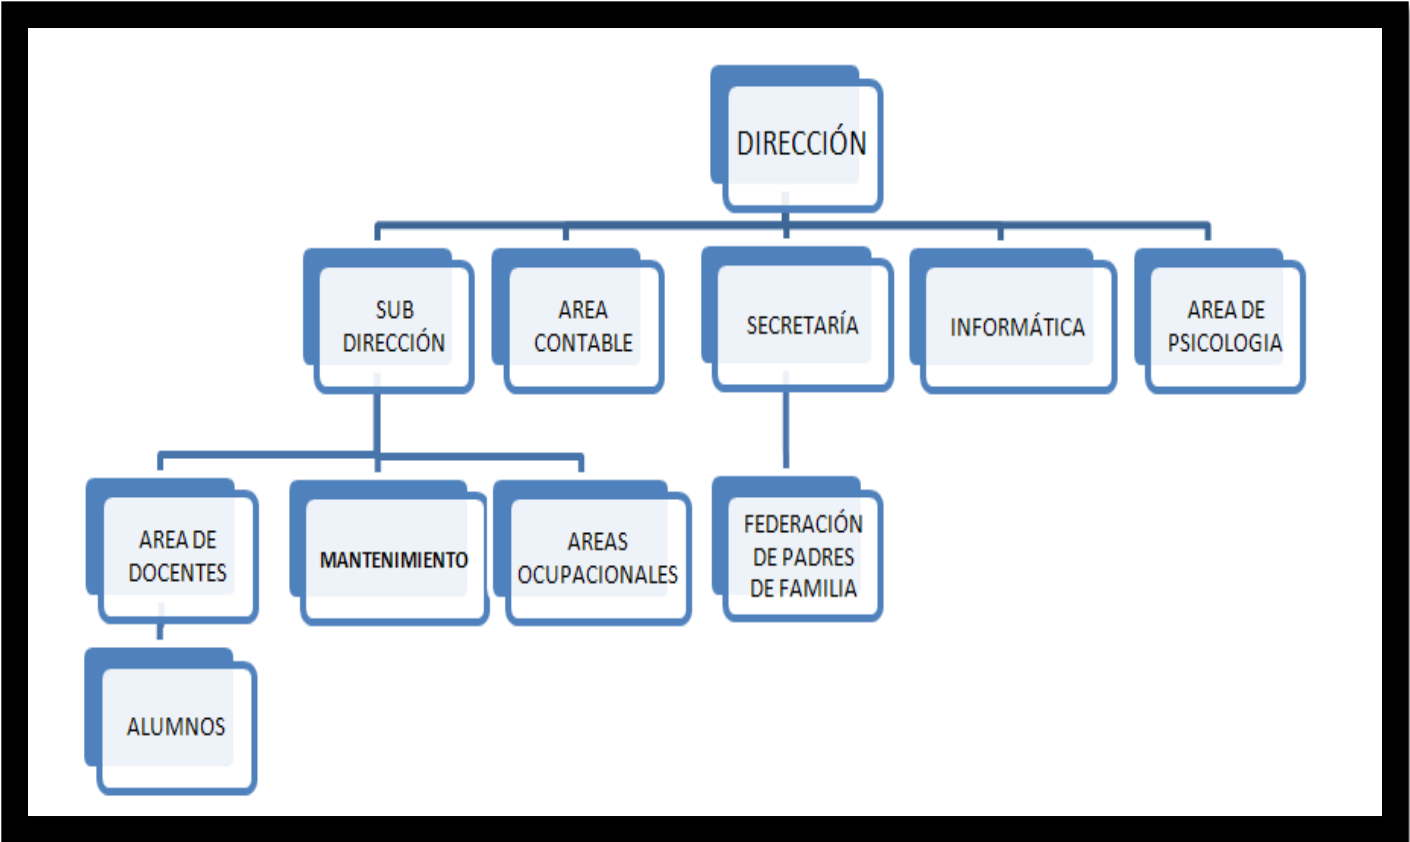 DIRECCIÓN
SUB
DIRECCIÓN
AREA
CONTABLE
SECRETARÍA
INFORMÁTICA
AREA DE
PSICOLOGIA
AREA DE
DOCENTES
MANTENIMIENTO
AREAS
OCUPACIONALES
FEDERACIÓN
DE PADRES
DE FAMILIA
ALUMNOS